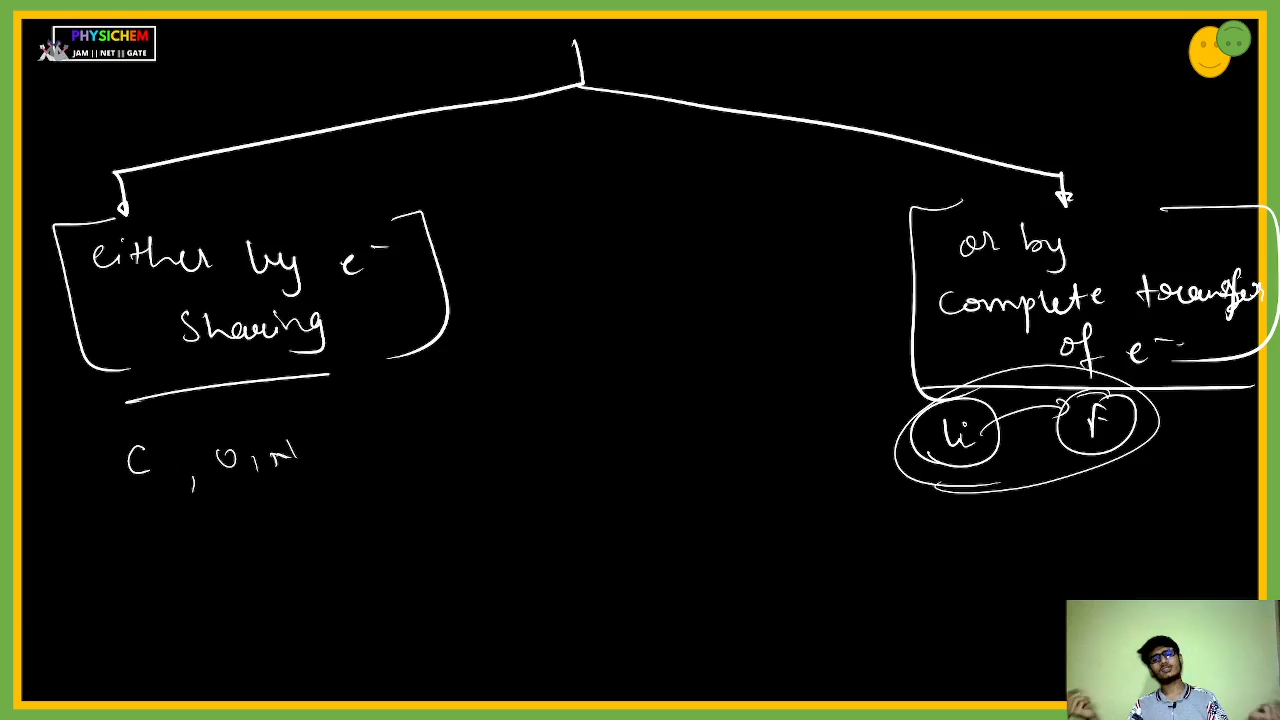 PHYSICHEM
JAM || NET || GATE
either by e⁻
sharing
or by
complete transfer
of e⁻
Li F
C , O, N